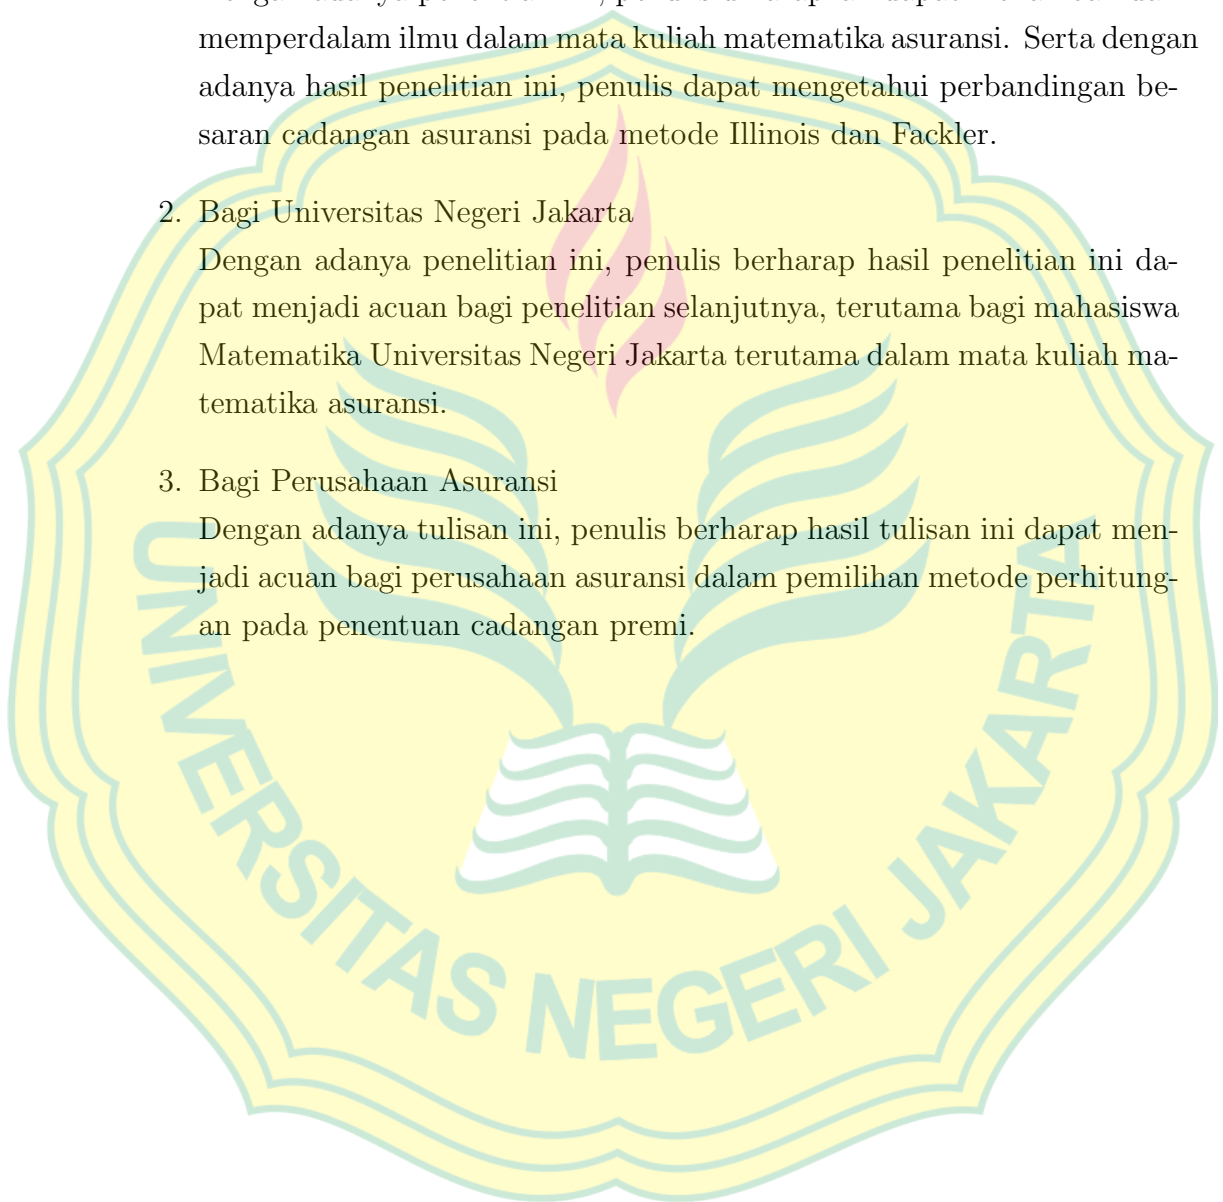 memperdalam ilmu dalam mata kuliah matematika asuransi. Serta dengan
adanya hasil penelitian ini, penulis dapat mengetahui perbandingan be-
saran cadangan asuransi pada metode Illinois dan Fackler.
2. Bagi Universitas Negeri Jakarta
Dengan adanya penelitian ini, penulis berharap hasil penelitian ini da-
pat menjadi acuan bagi penelitian selanjutnya, terutama bagi mahasiswa
Matematika Universitas Negeri Jakarta terutama dalam mata kuliah ma-
tematika asuransi.
3. Bagi Perusahaan Asuransi
Dengan adanya tulisan ini, penulis berharap hasil tulisan ini dapat men-
jadi acuan bagi perusahaan asuransi dalam pemilihan metode perhitung-
an pada penentuan cadangan premi.
UNIVERSITAS NEGERI JAKARTA